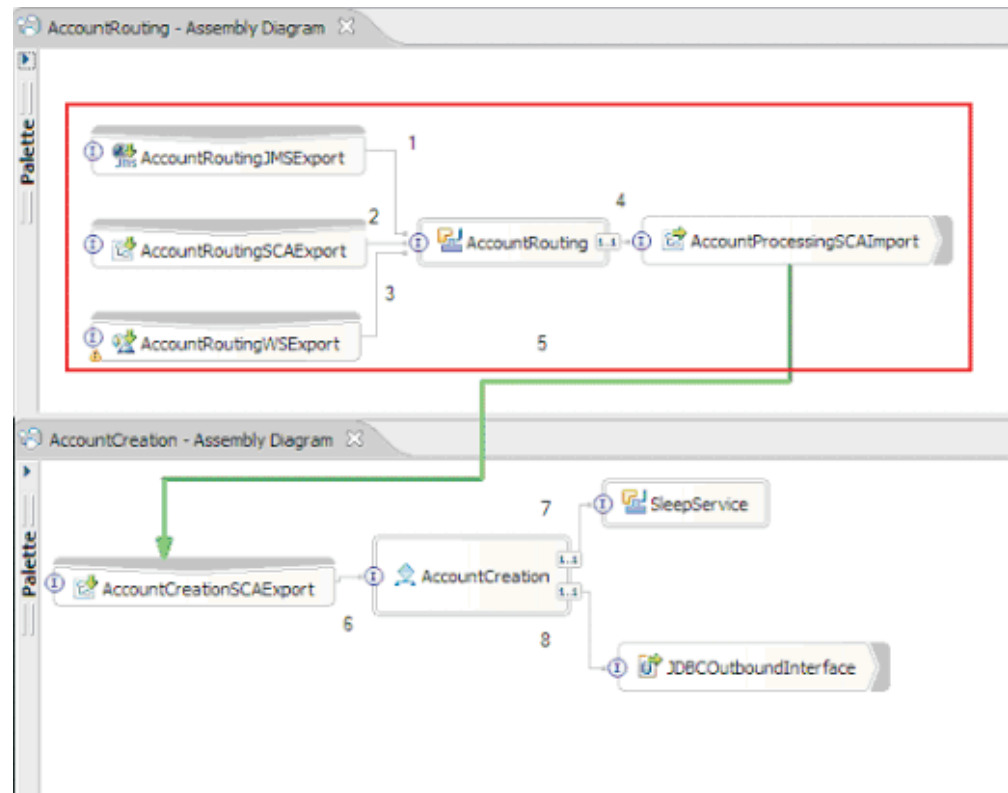 AccountRouting - Assembly Diagram
Palette
1
AccountRoutingJMSExport
2
AccountRoutingSCAExport
AccountRouting
1..1
4
AccountProcessingSCAImport
3
AccountRoutingWSExport
5
AccountCreation - Assembly Diagram
Palette
7
SleepService
AccountCreationSCAExport
AccountCreation
1..1
1..1
6
8
JDBCOutboundInterface